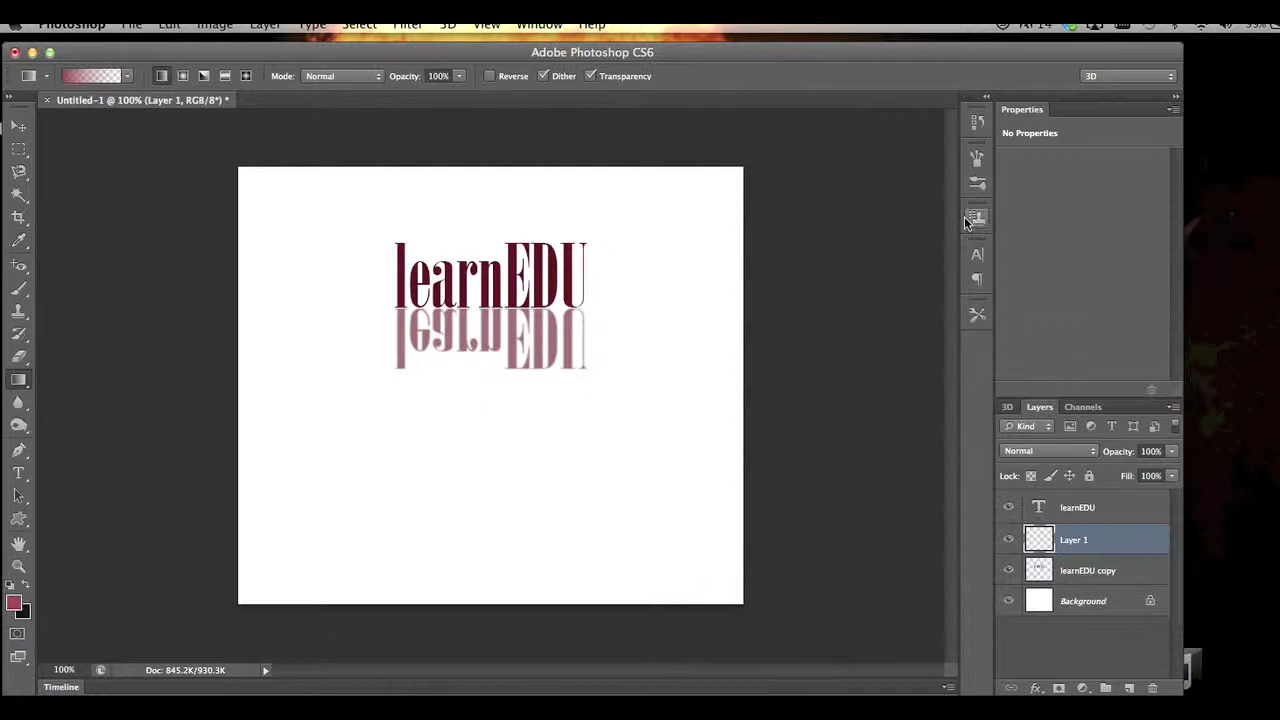 Photoshop File Edit Image Layer Type Select Filter 3D View Window Help
Adobe Photoshop CS6
Mode: Normal Opacity: 100% Reverse Dither Transparency 3D
Untitled-1 @ 100% (Layer 1, RGB/8*) *
Properties
No Properties
learnEDU
learnEDU
3D Layers Channels
Kind
Normal Opacity: 100%
Lock: Fill: 100%
learnEDU
Layer 1
learnEDU copy
Background
100% Doc: 845.2K/930.3K
Timeline